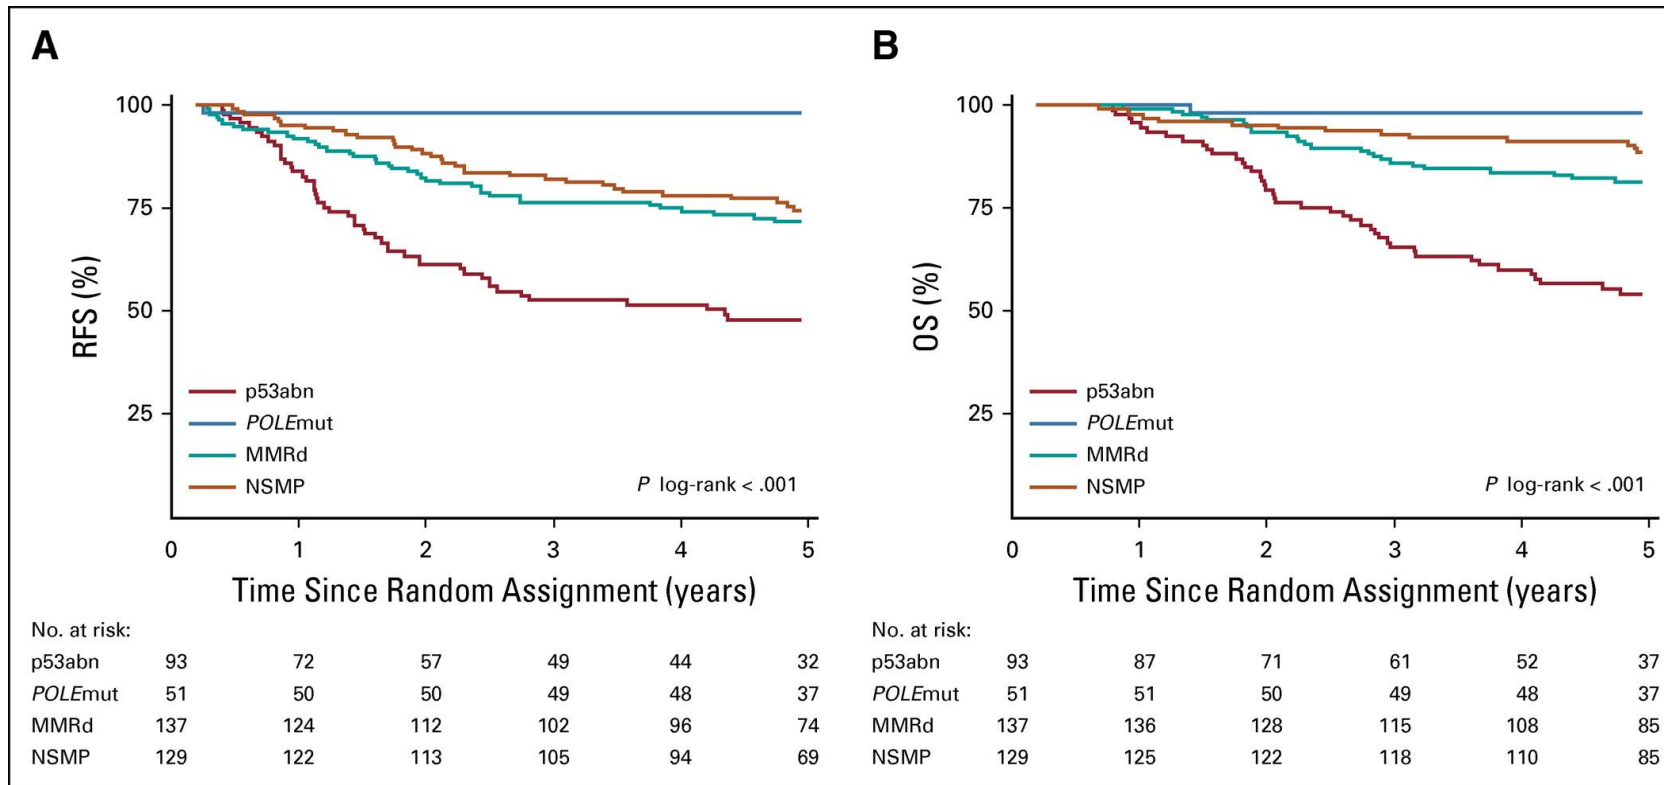 A
RFS (%)
100
75
50
25
p53abn
POLEmut
MMRd
NSMP
P log-rank < .001
0 1 2 3 4 5
Time Since Random Assignment (years)
No. at risk:
p53abn 93 72 57 49 44 32
POLEmut 51 50 50 49 48 37
MMRd 137 124 112 102 96 74
NSMP 129 122 113 105 94 69
B
OS (%)
100
75
50
25
p53abn
POLEmut
MMRd
NSMP
P log-rank < .001
0 1 2 3 4 5
Time Since Random Assignment (years)
No. at risk:
p53abn 93 87 71 61 52 37
POLEmut 51 51 50 49 48 37
MMRd 137 136 128 115 108 85
NSMP 129 125 122 118 110 85